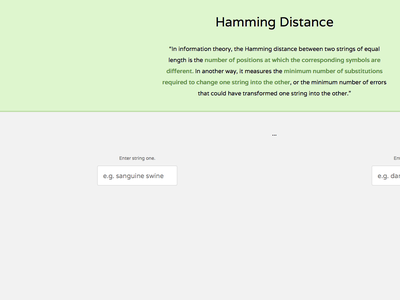 Hamming Distance
"In information theory, the Hamming distance between two strings of equal
length is the number of positions at which the corresponding symbols are
different. In another way, it measures the minimum number of substitutions
required to change one string into the other, or the minimum number of errors
that could have transformed one string into the other."
—
Enter string one.
En
e.g. sanguine swine
e.g. da